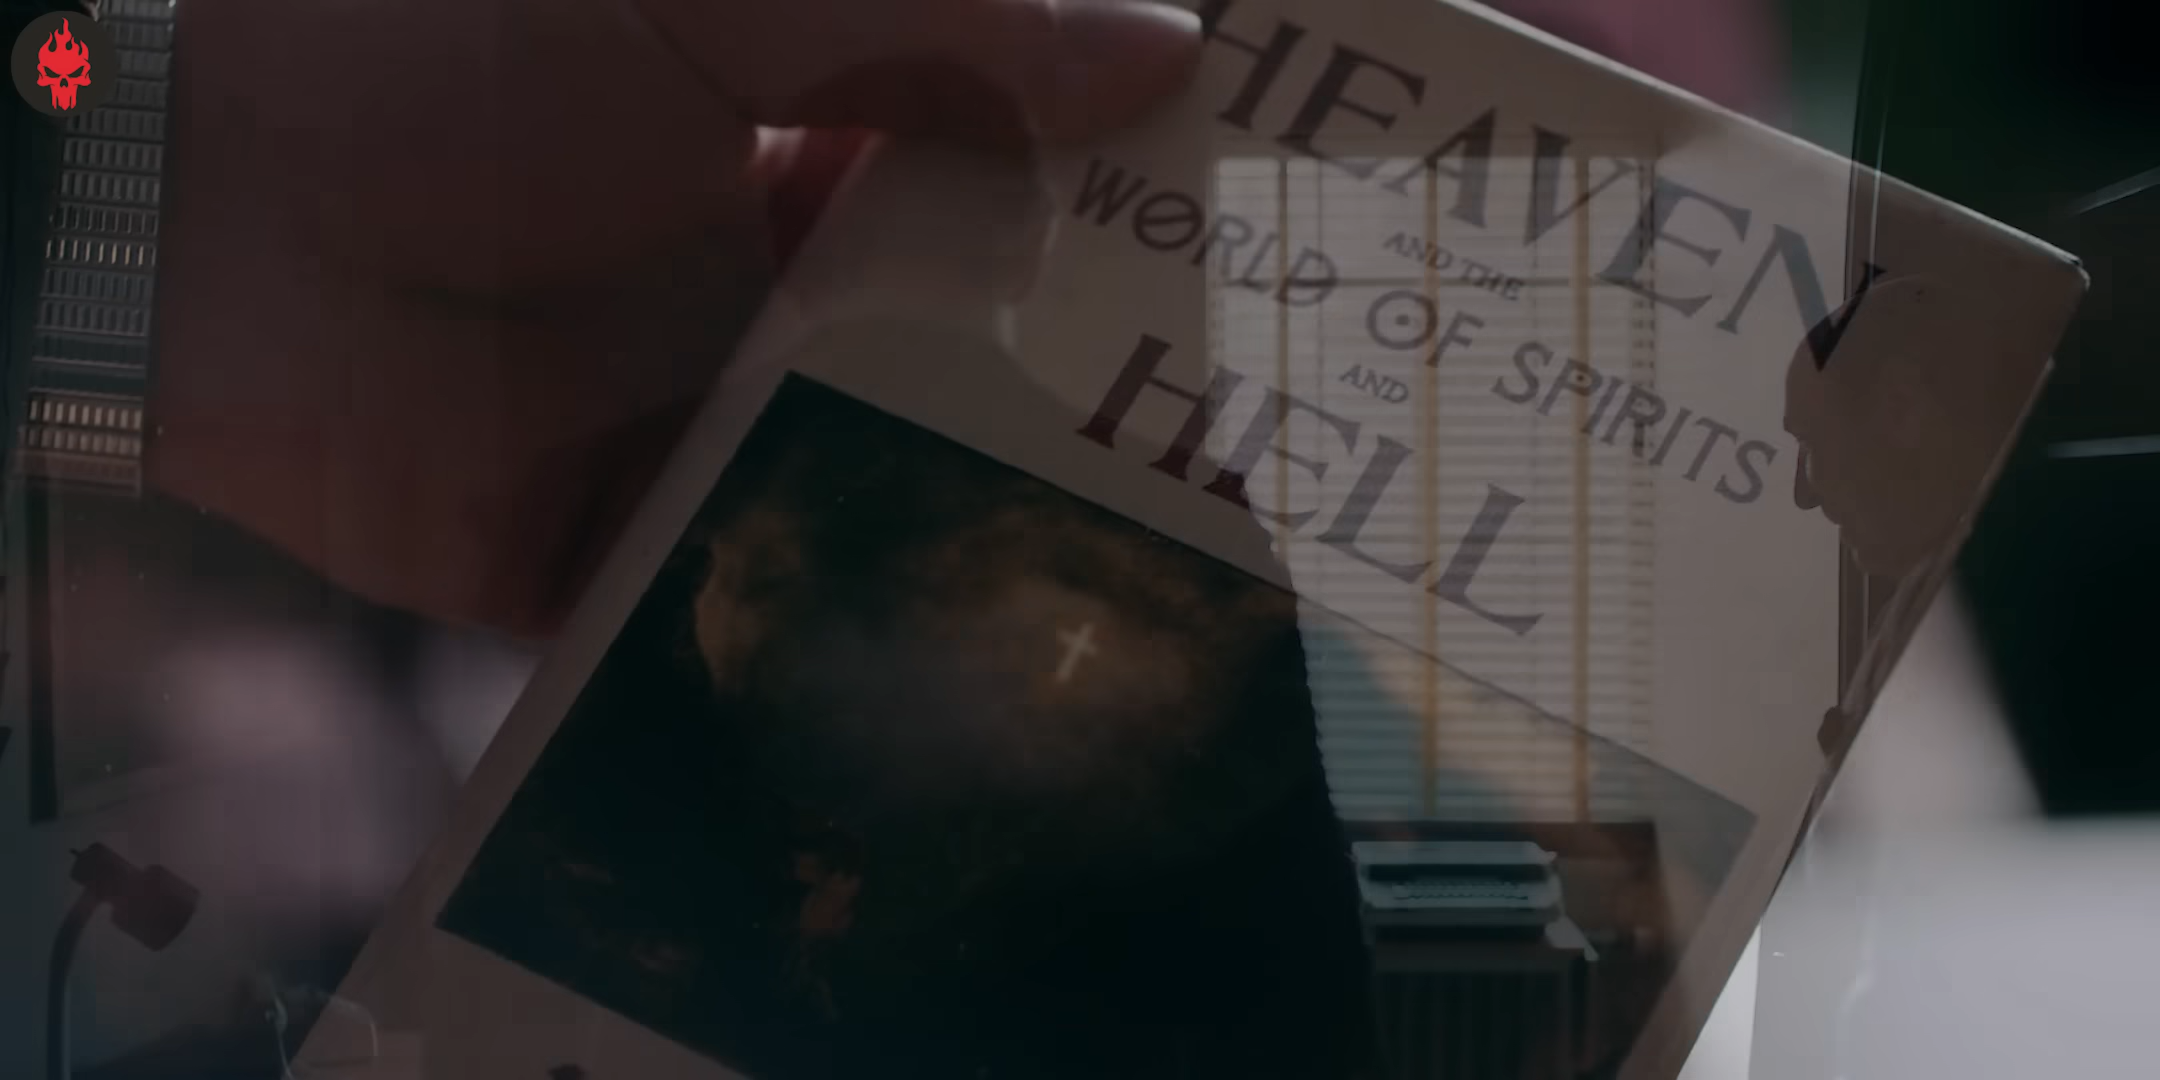 HEAVEN
AND THE
WORLD OF SPIRITS
AND
HELL